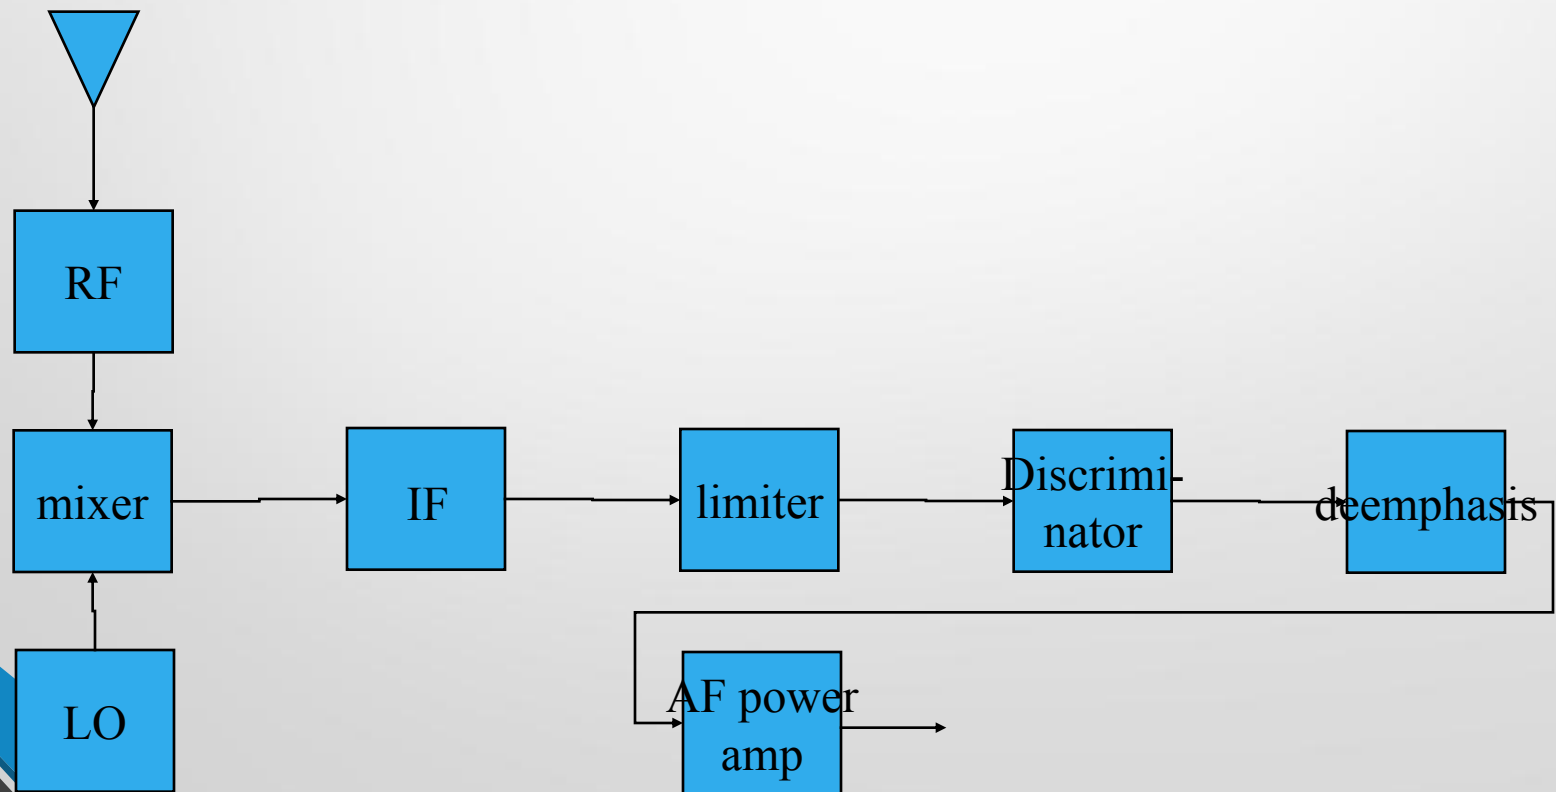 RF
mixer
IF
limiter
Discrimi-
nator
deemphasis
LO
AF power
amp